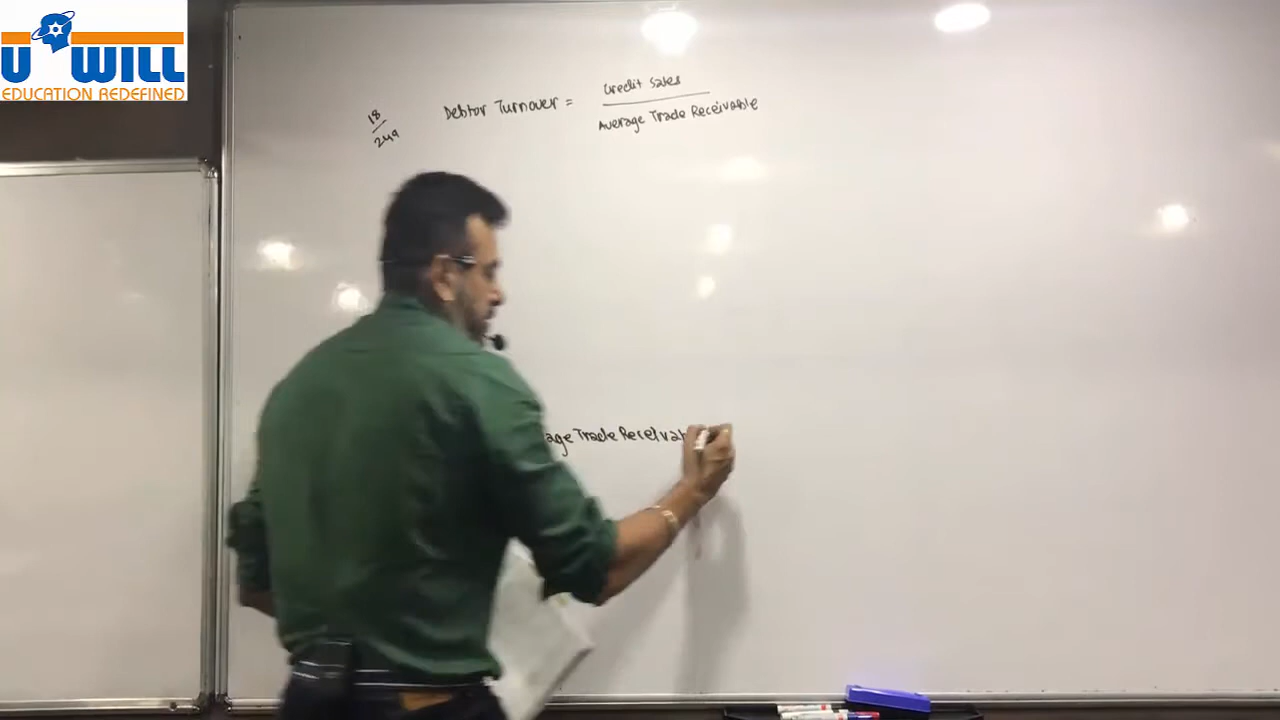 U WILL
EDUCATION REDEFINED
18
249
Debtor Turnover = Credit Sales
Average Trade Receivable
age Trade Receivab